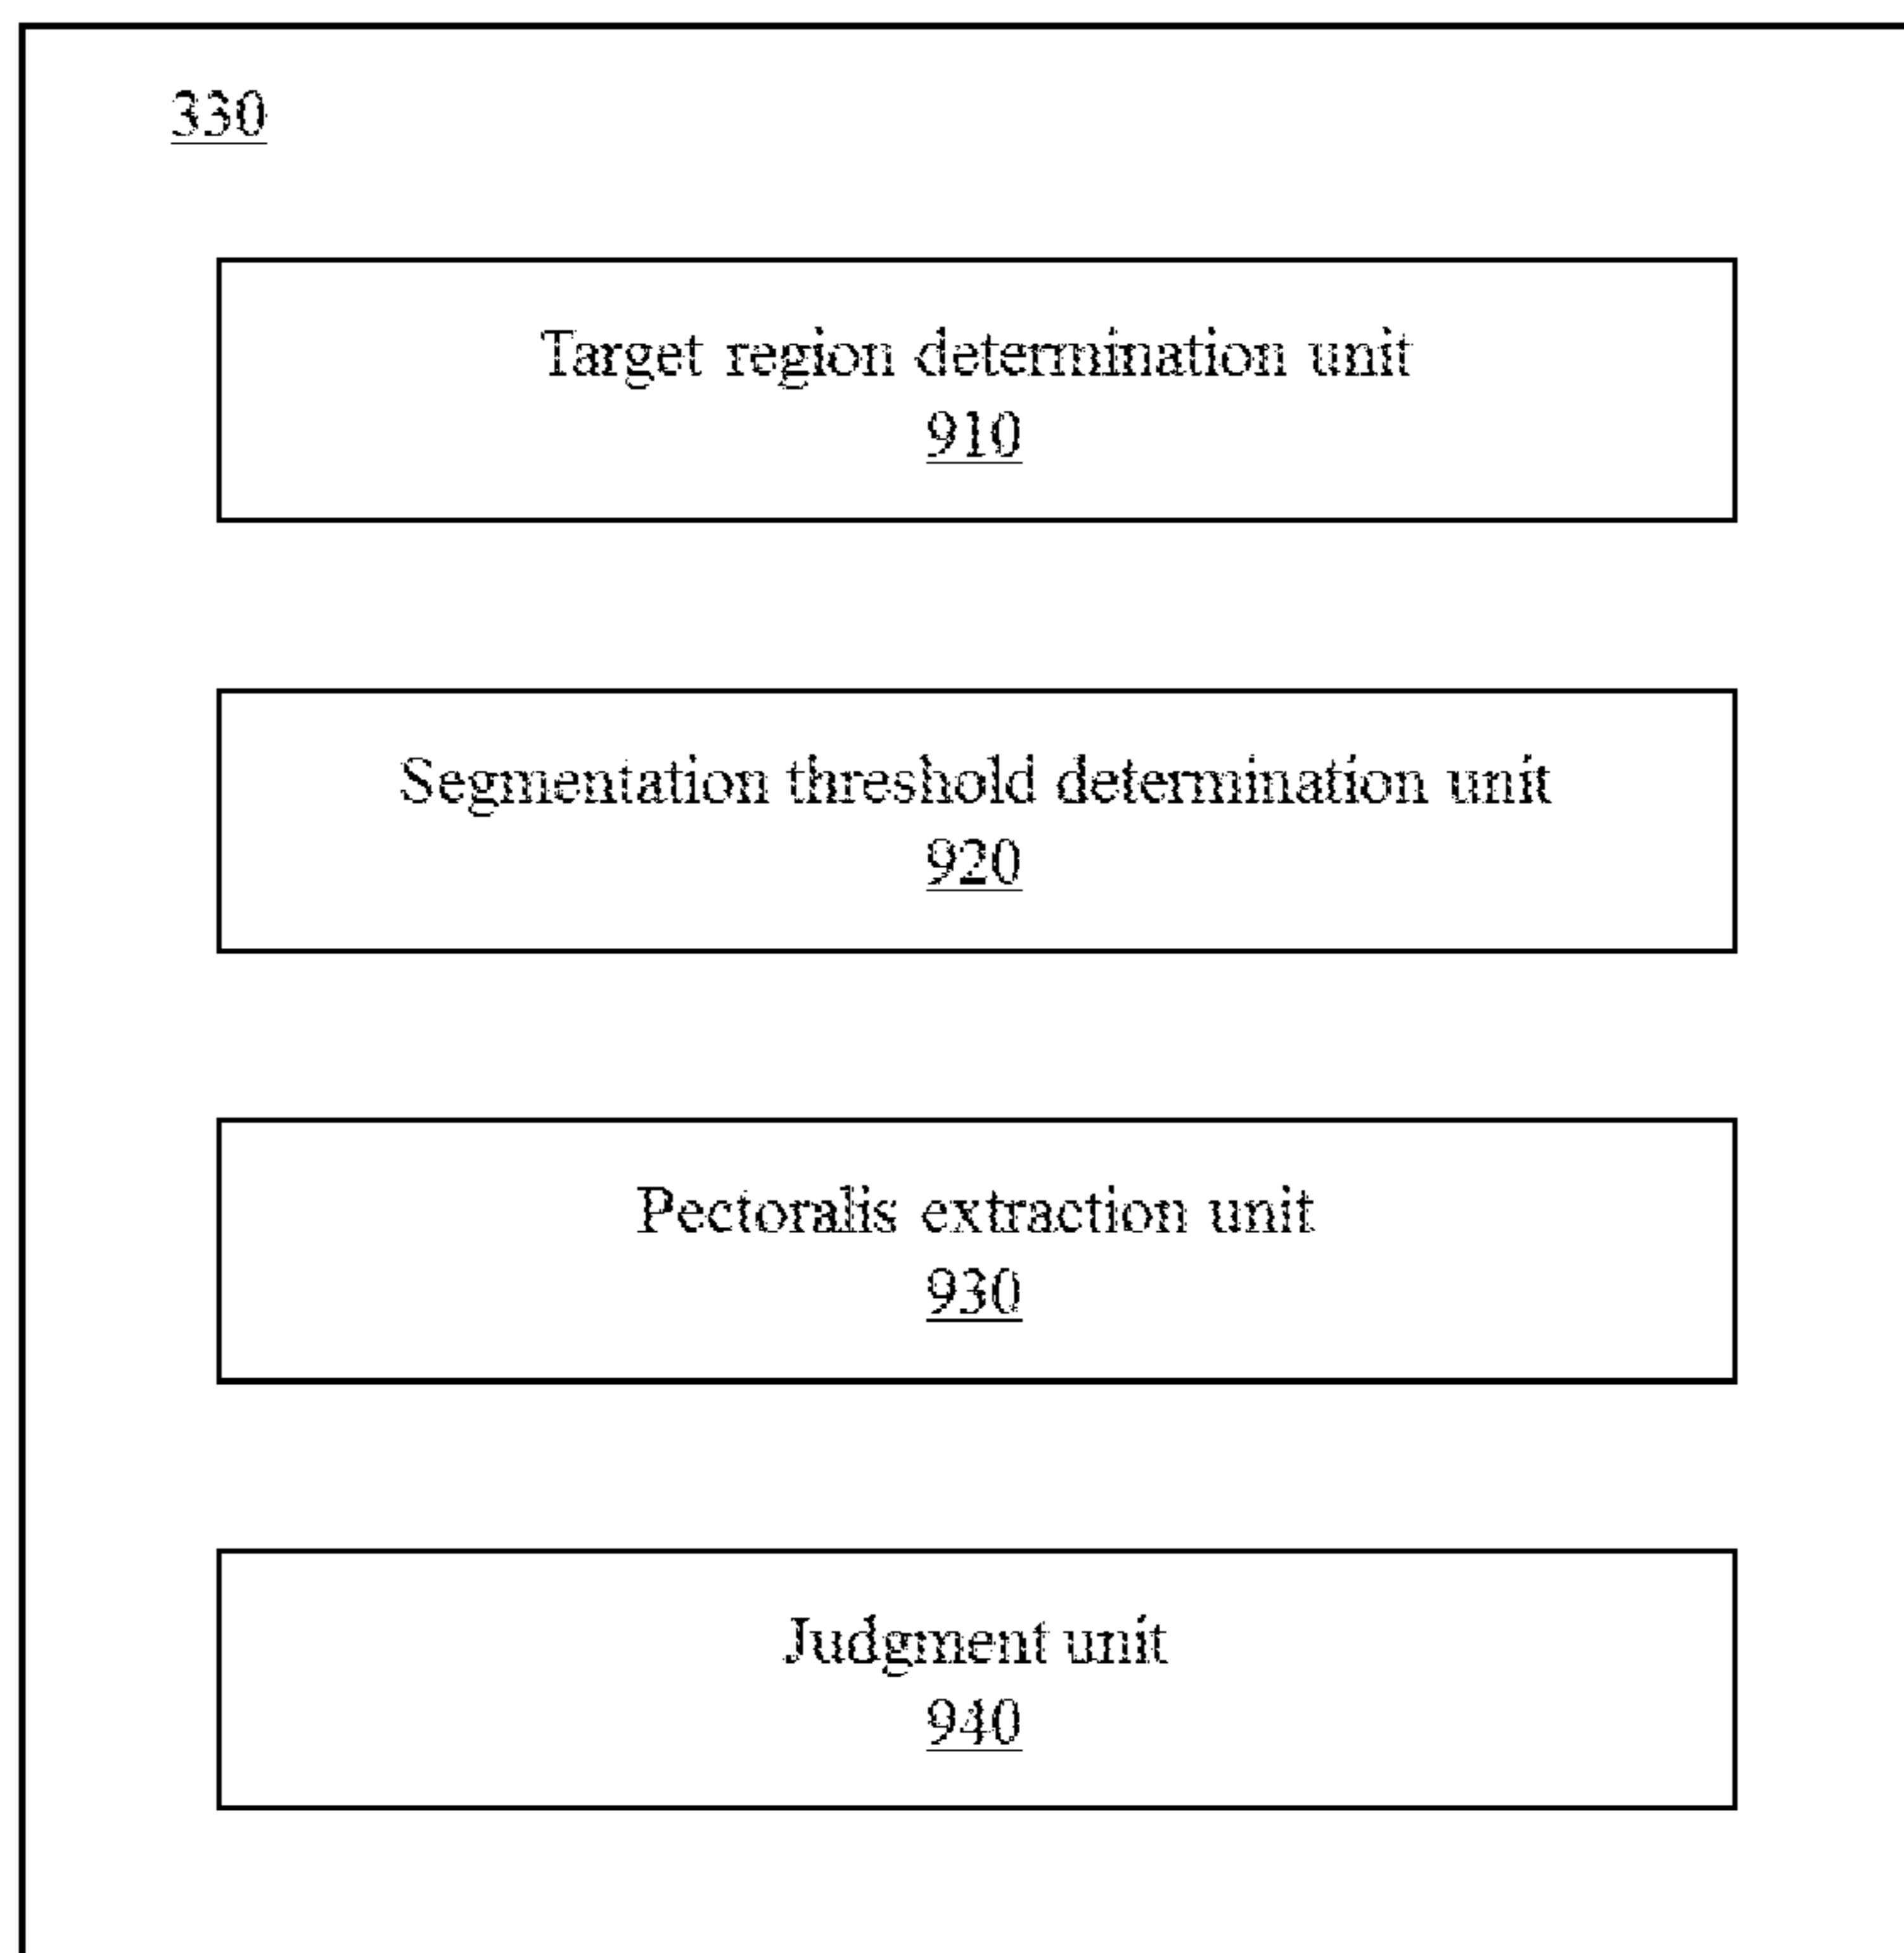 330
Target region determination unit
910
Segmentation threshold determination unit
920
Pectoralis extraction unit
930
Judgment unit
940